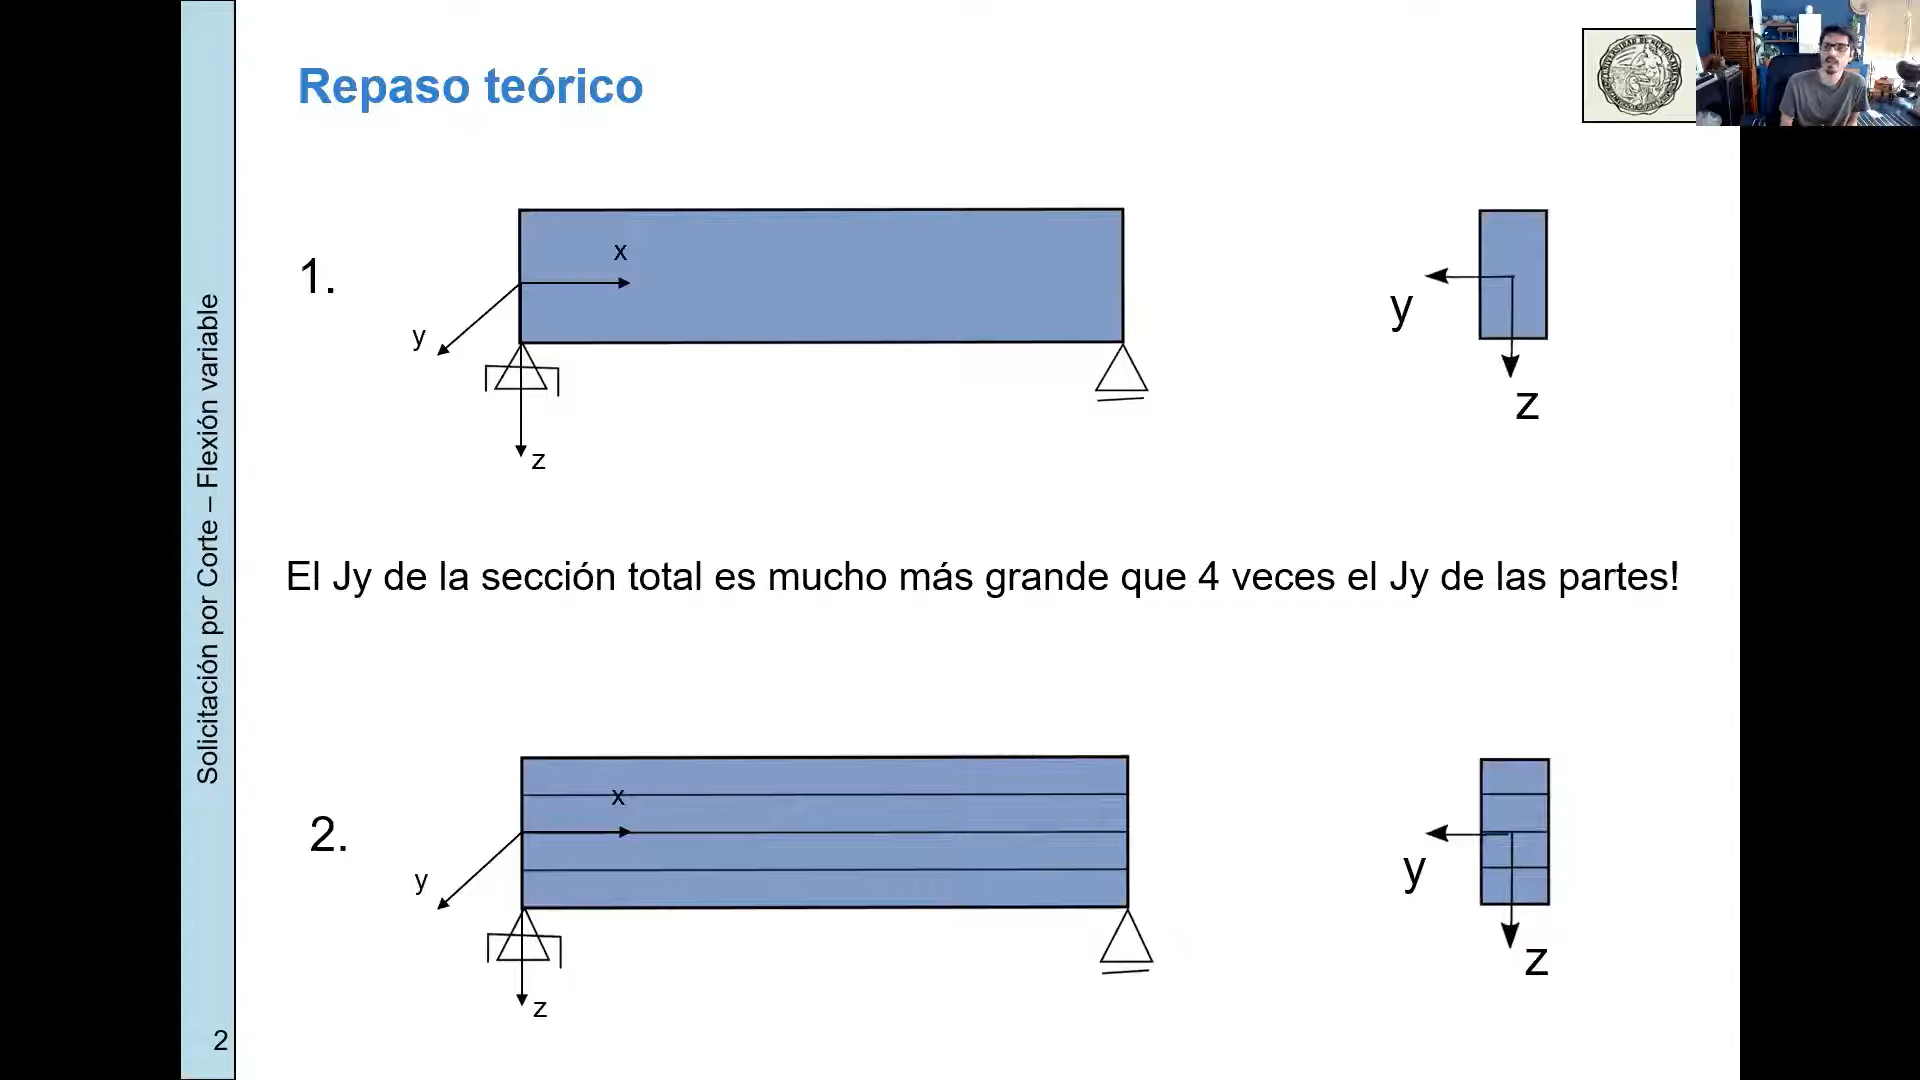 Repaso teórico
1.
x
y
z
y
z
El Jy de la sección total es mucho más grande que 4 veces el Jy de las partes!
2.
x
y
z
y
z
Solicitación por Corte – Flexión variable
2